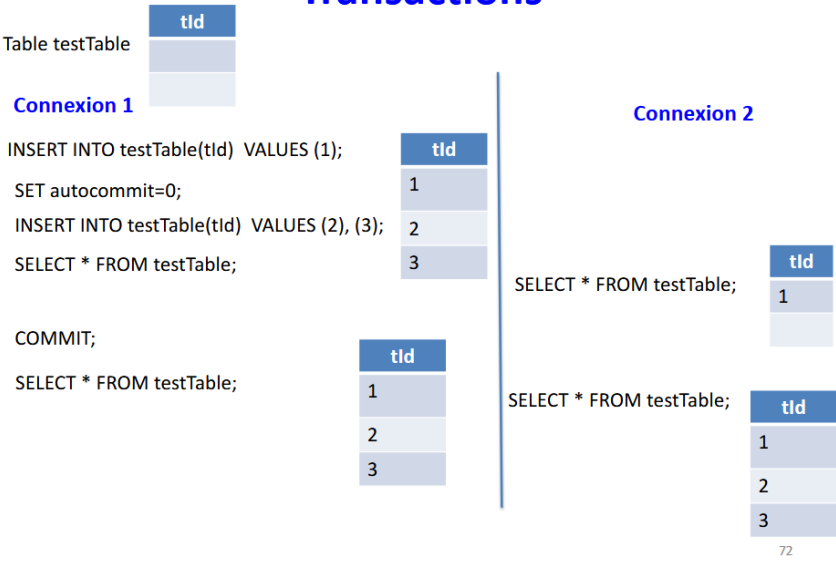 Transactions
Table testTable
tId
Connexion 1
INSERT INTO testTable(tId) VALUES (1);
SET autocommit=0;
INSERT INTO testTable(tId) VALUES (2), (3);
SELECT * FROM testTable;
tId
1
2
3
COMMIT;
SELECT * FROM testTable;
tId
1
2
3
Connexion 2
SELECT * FROM testTable;
tId
1
SELECT * FROM testTable;
tId
1
2
3
72